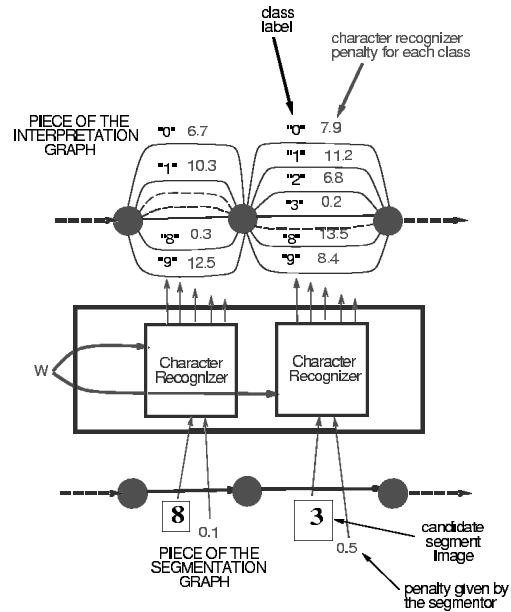 class
label
character recognizer
penalty for each class
PIECE OF THE
INTERPRETATION
GRAPH
"0" 6.7
"1" 10.3
"8" 0.3
"9" 12.5
"0" 7.9
"1" 11.2
"2" 6.8
"3" 0.2
"8" 13.5
"9" 8.4
W
Character
Recognizer
Character
Recognizer
8
0.1
3
0.5
PIECE OF THE
SEGMENTATION
GRAPH
candidate
segment
image
penalty given by
the segmentor